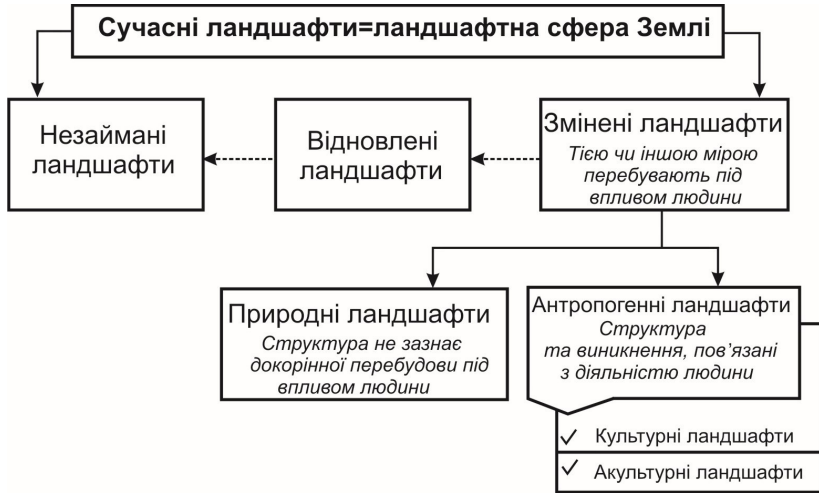 Сучасні ландшафти=ландшафтна сфера Землі
Незаймані
ландшафти
Відновлені
ландшафти
Змінені ландшафти
Тією чи іншою мірою
перебувають під
впливом людини
Природні ландшафти
Структура не зазнає
докорінної перебудови під
впливом людини
Антропогенні ландшафти
Структура
та виникнення, пов’язані
з діяльністю людини
✓ Культурні ландшафти
✓ Акультурні ландшафти